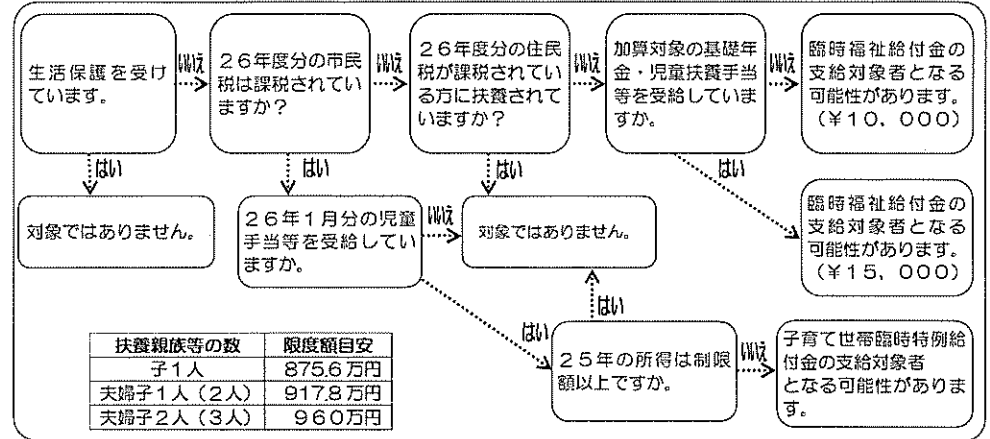 生活保護を受け
ています。
いいえ
26年度分の市民
税は課税されてい
ますか？
いいえ
26年度分の住民
税が課税されてい
る方に扶養されて
いますか？
いいえ
加算対象の基礎年
金・児童扶養手当
等を受給していま
すか。
いいえ
臨時福祉給付金の
支給対象者となる
可能性があります。
（￥10，000）
はい
はい
はい
はい
対象ではありません。
26年1月分の児童
手当等を受給してい
ますか。
いいえ
対象ではありません。
臨時福祉給付金の
支給対象者となる
可能性があります。
（￥15，000）
はい
はい
25年の所得は制限
額以上ですか。
いいえ
子育て世帯臨時特例給
付金の支給対象者
となる可能性がありま
す。
扶養親族等の数 限度額目安
子1人 875.6万円
夫婦子1人（2人） 917.8万円
夫婦子2人（3人） 960万円